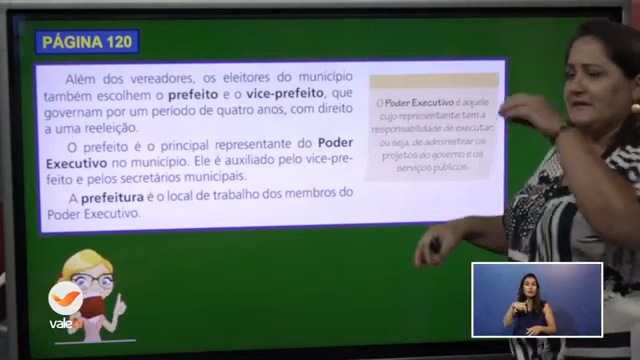 PÁGINA 120
Além dos vereadores, os eleitores do município
também escolhem o prefeito e o vice-prefeito, que
governam por um período de quatro anos, com direito
a uma reeleição.
O prefeito é o principal representante do Poder
Executivo no município. Ele é auxiliado pelo vice-pre-
feito e pelos secretários municipais.
A prefeitura é o local de trabalho dos membros do
Poder Executivo.
O Poder Executivo é aquele
cujo representante tem a
responsabilidade de executar,
ou seja, de administrar os
projetos do governo e os
serviços públicos.